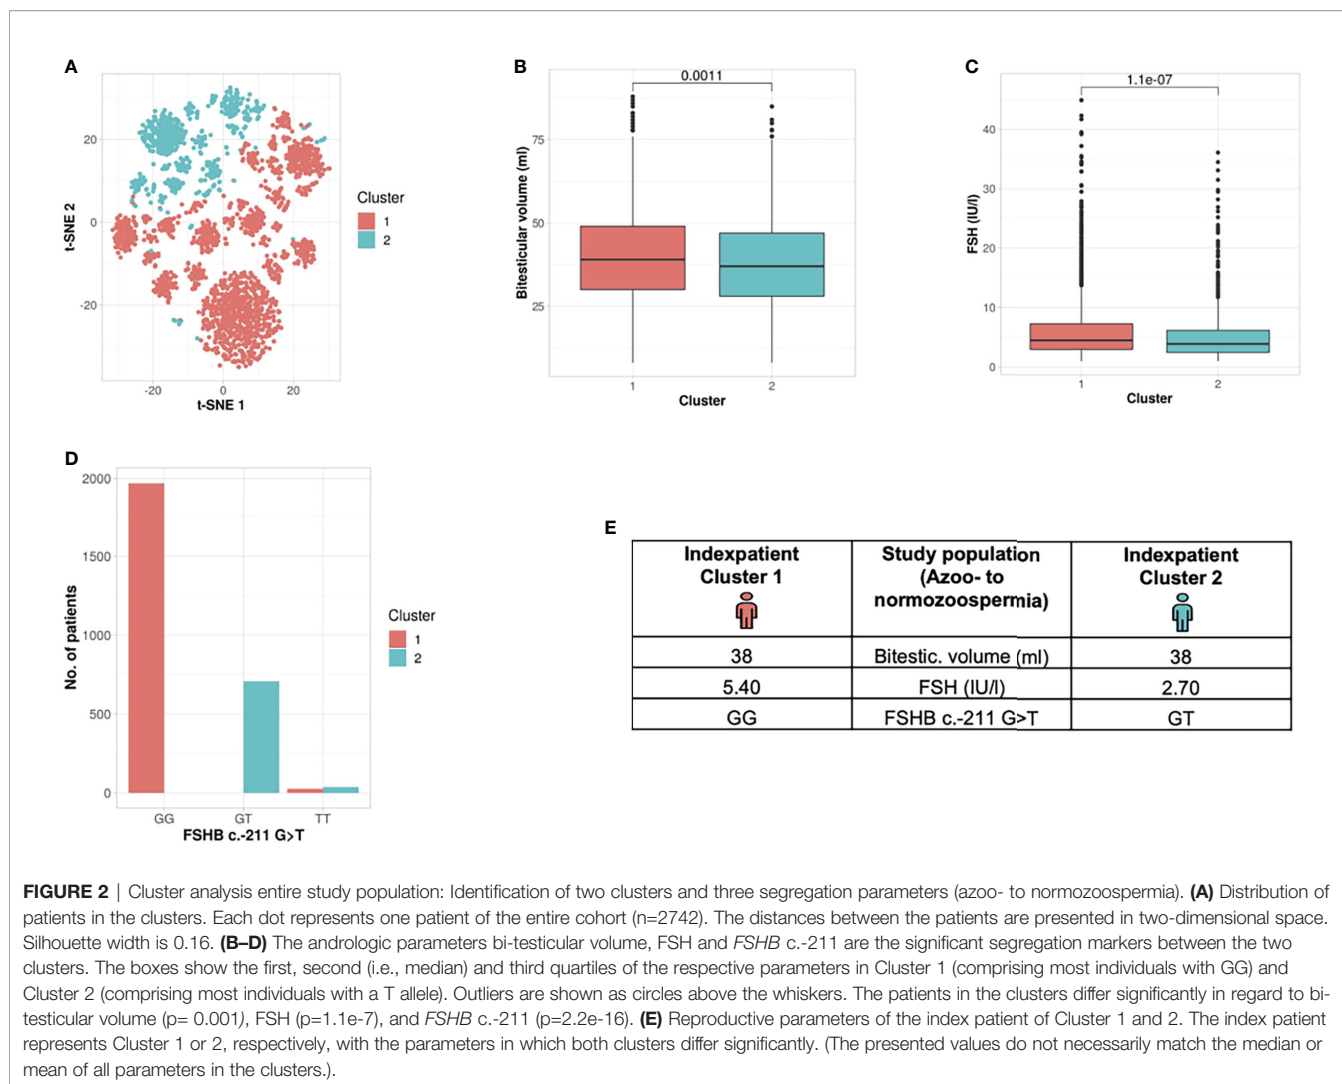 A
t-SNE 2
20
0
-20
-20
0
20
t-SNE 1
Cluster
1
2
B
0.0011
Bitesticular volume (ml)
75
50
25
1
2
Cluster
C
1.1e-07
FSH (IU/l)
40
30
20
10
0
1
2
Cluster
D
No. of patients
2000
1500
1000
500
0
GG
GT
TT
FSHB c.-211 G>T
Cluster
1
2
E
Indexpatient Cluster 1
Study population (Azoo- to normozoospermia)
Indexpatient Cluster 2
38 Bitestic. volume (ml) 38
5.40 FSH (IU/l) 2.70
GG FSHB c.-211 G>T GT
FIGURE 2 | Cluster analysis entire study population: Identification of two clusters and three segregation parameters (azoo- to normozoospermia). (A) Distribution of
patients in the clusters. Each dot represents one patient of the entire cohort (n=2742). The distances between the patients are presented in two-dimensional space.
Silhouette width is 0.16. (B–D) The andrologic parameters bi-testicular volume, FSH and FSHB c.-211 are the significant segregation markers between the two
clusters. The boxes show the first, second (i.e., median) and third quartiles of the respective parameters in Cluster 1 (comprising most individuals with GG) and
Cluster 2 (comprising most individuals with a T allele). Outliers are shown as circles above the whiskers. The patients in the clusters differ significantly in regard to bi-
testicular volume (p= 0.001), FSH (p=1.1e-7), and FSHB c.-211 (p=2.2e-16). (E) Reproductive parameters of the index patient of Cluster 1 and 2. The index patient
represents Cluster 1 or 2, respectively, with the parameters in which both clusters differ significantly. (The presented values do not necessarily match the median or
mean of all parameters in the clusters.).